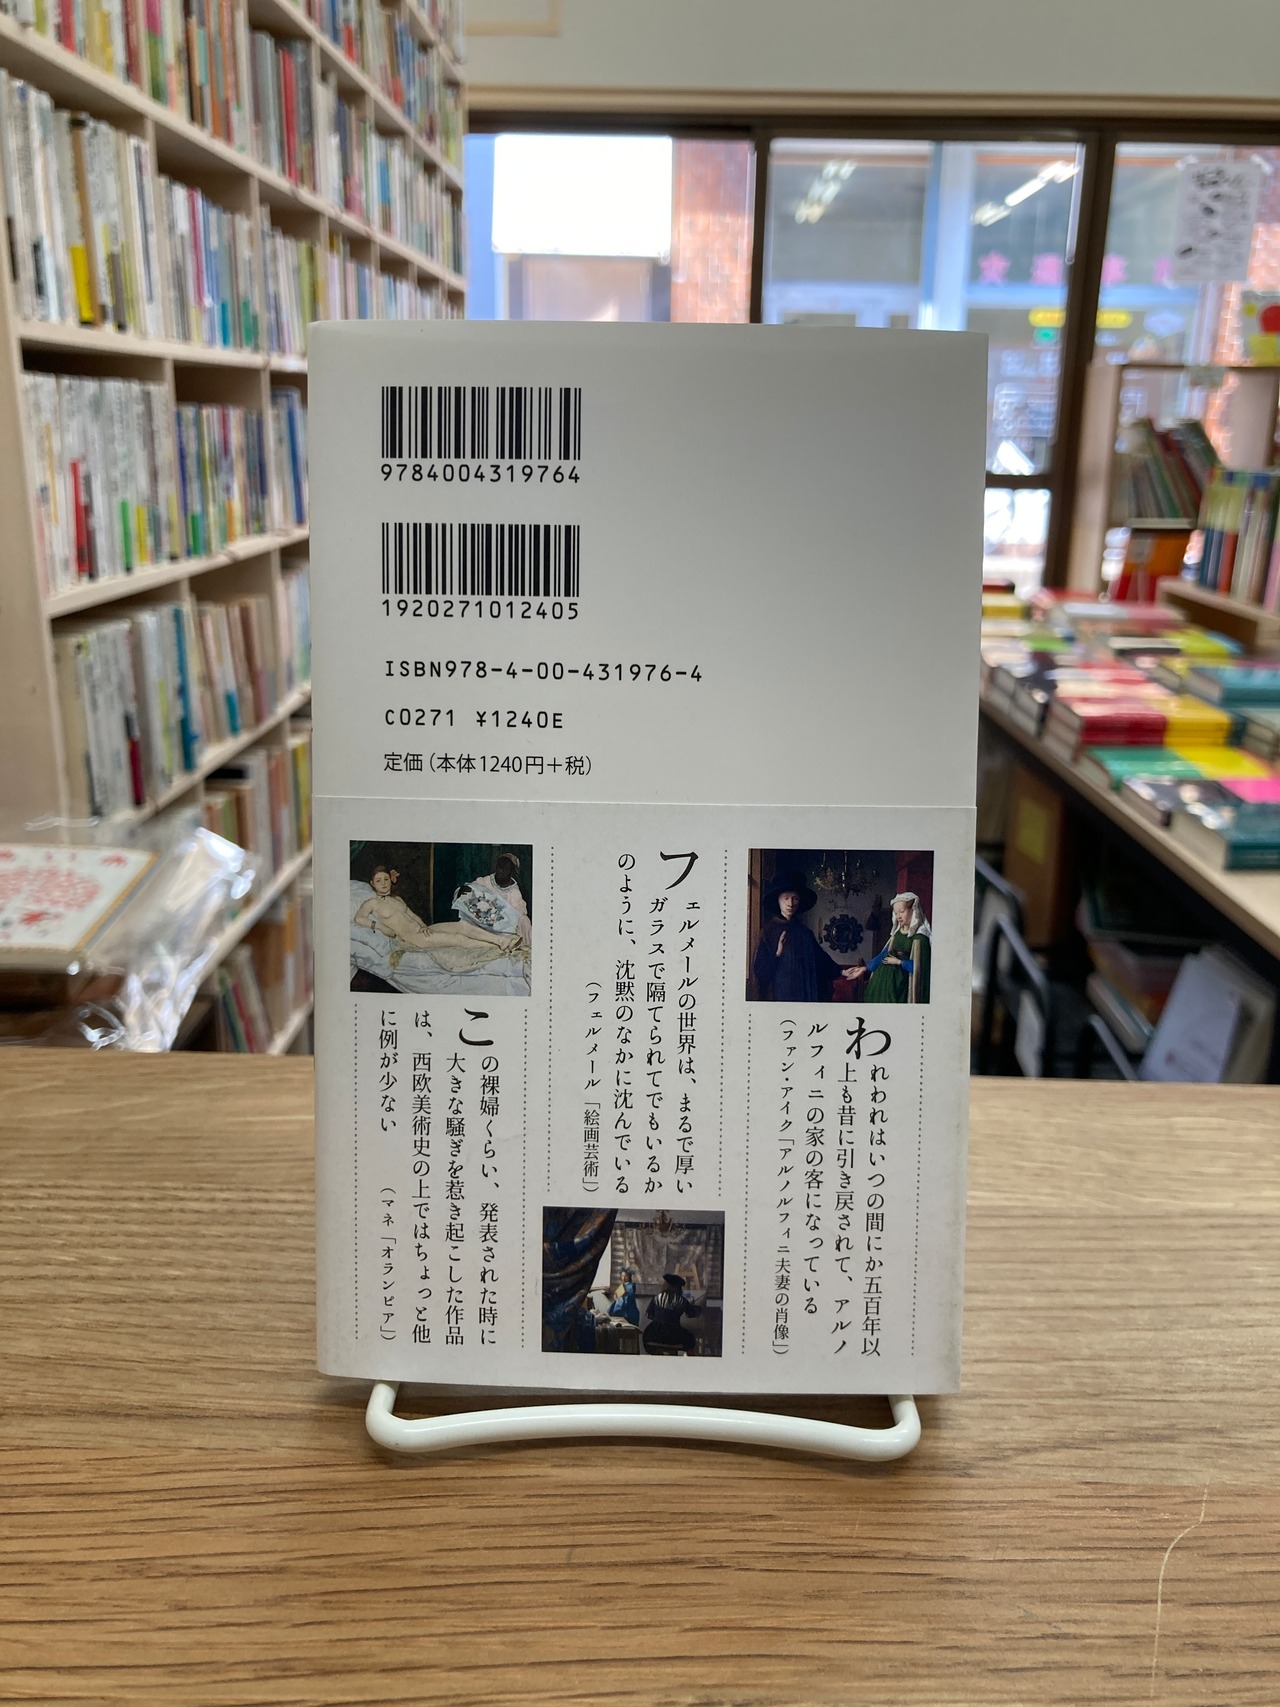 9784004319764
1920271012405
ISBN978-4-00-431976-4
C0271 ¥1240E
定価（本体1240円＋税）
われわれはいつの間にか五百年以
上も昔に引き戻されて、アルノ
ルフィニの家の客になっている
（ファン・アイク「アルノルフィニ夫妻の肖像」）
フェルメールの世界は、まるで厚い
ガラスで隔てられてでもいるか
のように、沈黙のなかに沈んでいる
（フェルメール「絵画芸術」）
この裸婦くらい、発表された時に
大きな騒ぎを惹き起こした作品
は、西欧美術史の上ではちょっと他
に例が少ない
（マネ「オランピア」）